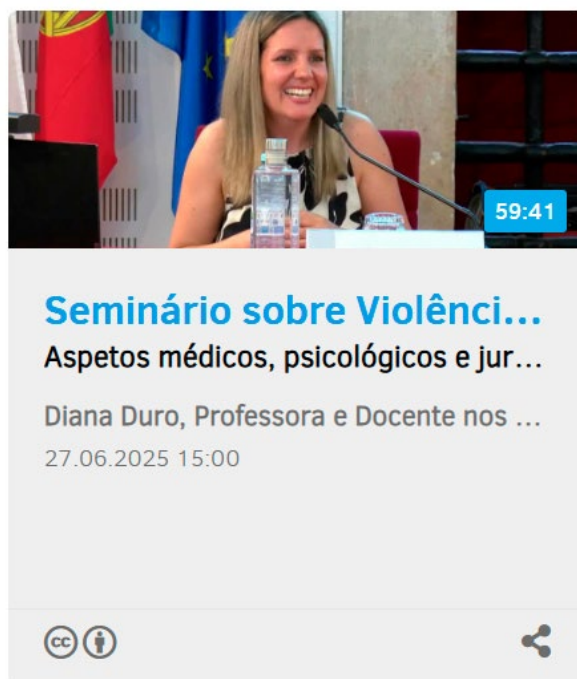 59:41
Seminário sobre Violênci...
Aspetos médicos, psicológicos e jur...
Diana Duro, Professora e Docente nos ...
27.06.2025 15:00
cc